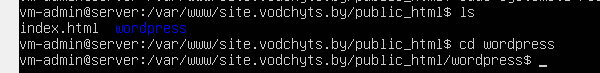 vm-admin@server:/var/www/site.vodchyts.by/public_html$ ls
index.html wordpress
vm-admin@server:/var/www/site.vodchyts.by/public_html$ cd wordpress
vm-admin@server:/var/www/site.vodchyts.by/public_html/wordpress$ _